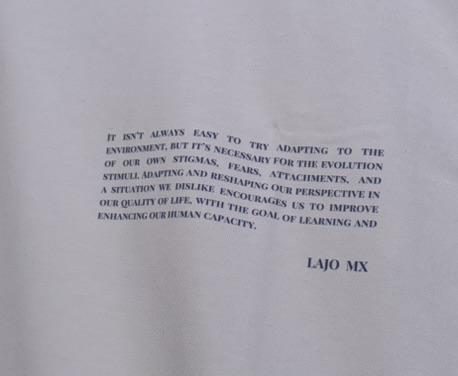 IT ISN'T ALWAYS EASY TO TRY ADAPTING TO THE
ENVIRONMENT, BUT IT'S NECESSARY FOR THE EVOLUTION
OF OUR OWN STIGMAS, FEARS, ATTACHMENTS, AND
STIMULI. ADAPTING AND RESHAPING OUR PERSPECTIVE IN
A SITUATION WE DISLIKE ENCOURAGES US TO IMPROVE
OUR QUALITY OF LIFE, WITH THE GOAL OF LEARNING AND
ENHANCING OUR HUMAN CAPACITY.
LAJO MX